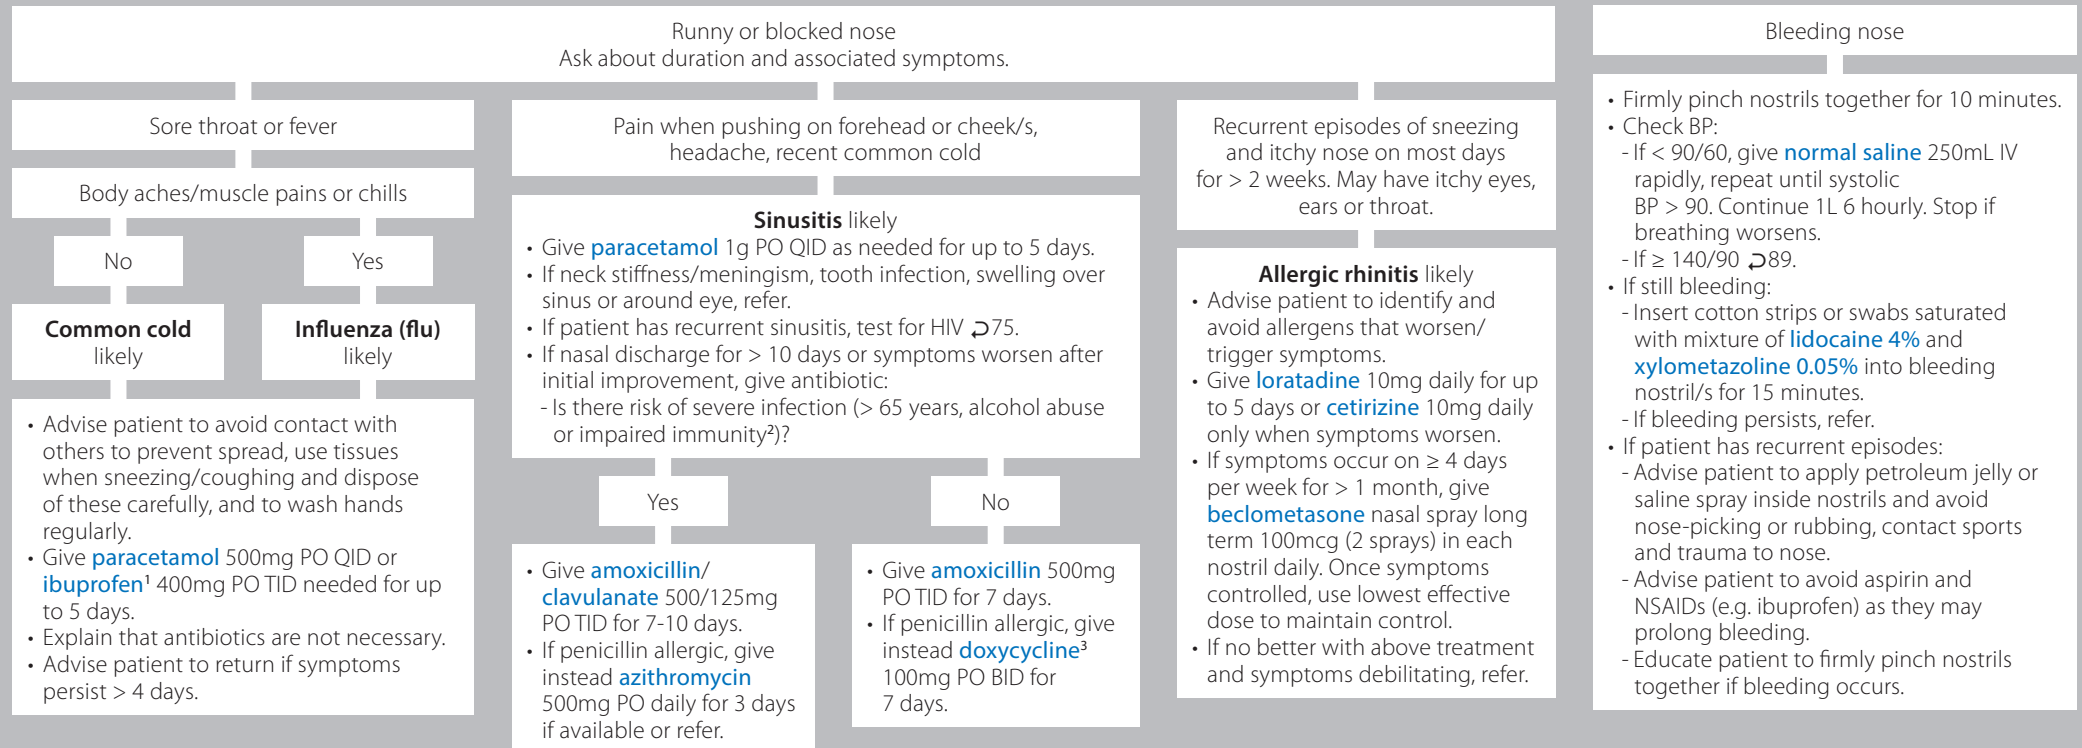 Runny or blocked nose
Ask about duration and associated symptoms.
Sore throat or fever
Body aches/muscle pains or chills
No
Yes
Common cold
likely
Influenza (flu)
likely
• Advise patient to avoid contact with
others to prevent spread, use tissues
when sneezing/coughing and dispose
of these carefully, and to wash hands
regularly.
• Give paracetamol 500mg PO QID or
ibuprofen¹ 400mg PO TID needed for up
to 5 days.
• Explain that antibiotics are not necessary.
• Advise patient to return if symptoms
persist > 4 days.
Pain when pushing on forehead or cheek/s,
headache, recent common cold
Sinusitis likely
• Give paracetamol 1g PO QID as needed for up to 5 days.
• If neck stiffness/meningism, tooth infection, swelling over
sinus or around eye, refer.
• If patient has recurrent sinusitis, test for HIV ⮌75.
• If nasal discharge for > 10 days or symptoms worsen after
initial improvement, give antibiotic:
- Is there risk of severe infection (> 65 years, alcohol abuse
or impaired immunity²)?
Yes
• Give amoxicillin/
clavulanate 500/125mg
PO TID for 7-10 days.
• If penicillin allergic, give
instead azithromycin
500mg PO daily for 3 days
if available or refer.
No
• Give amoxicillin 500mg
PO TID for 7 days.
• If penicillin allergic, give
instead doxycycline³
100mg PO BID for
7 days.
Recurrent episodes of sneezing
and itchy nose on most days
for > 2 weeks. May have itchy eyes,
ears or throat.
Allergic rhinitis likely
• Advise patient to identify and
avoid allergens that worsen/
trigger symptoms.
• Give loratadine 10mg daily for up
to 5 days or cetirizine 10mg daily
only when symptoms worsen.
• If symptoms occur on ≥ 4 days
per week for > 1 month, give
beclometasone nasal spray long
term 100mcg (2 sprays) in each
nostril daily. Once symptoms
controlled, use lowest effective
dose to maintain control.
• If no better with above treatment
and symptoms debilitating, refer.
Bleeding nose
• Firmly pinch nostrils together for 10 minutes.
• Check BP:
- If < 90/60, give normal saline 250mL IV
rapidly, repeat until systolic
BP > 90. Continue 1L 6 hourly. Stop if
breathing worsens.
- If ≥ 140/90 ⮌89.
• If still bleeding:
- Insert cotton strips or swabs saturated
with mixture of lidocaine 4% and
xylometazoline 0.05% into bleeding
nostril/s for 15 minutes.
- If bleeding persists, refer.
• If patient has recurrent episodes:
- Advise patient to apply petroleum jelly or
saline spray inside nostrils and avoid
nose-picking or rubbing, contact sports
and trauma to nose.
- Advise patient to avoid aspirin and
NSAIDs (e.g. ibuprofen) as they may
prolong bleeding.
- Educate patient to firmly pinch nostrils
together if bleeding occurs.